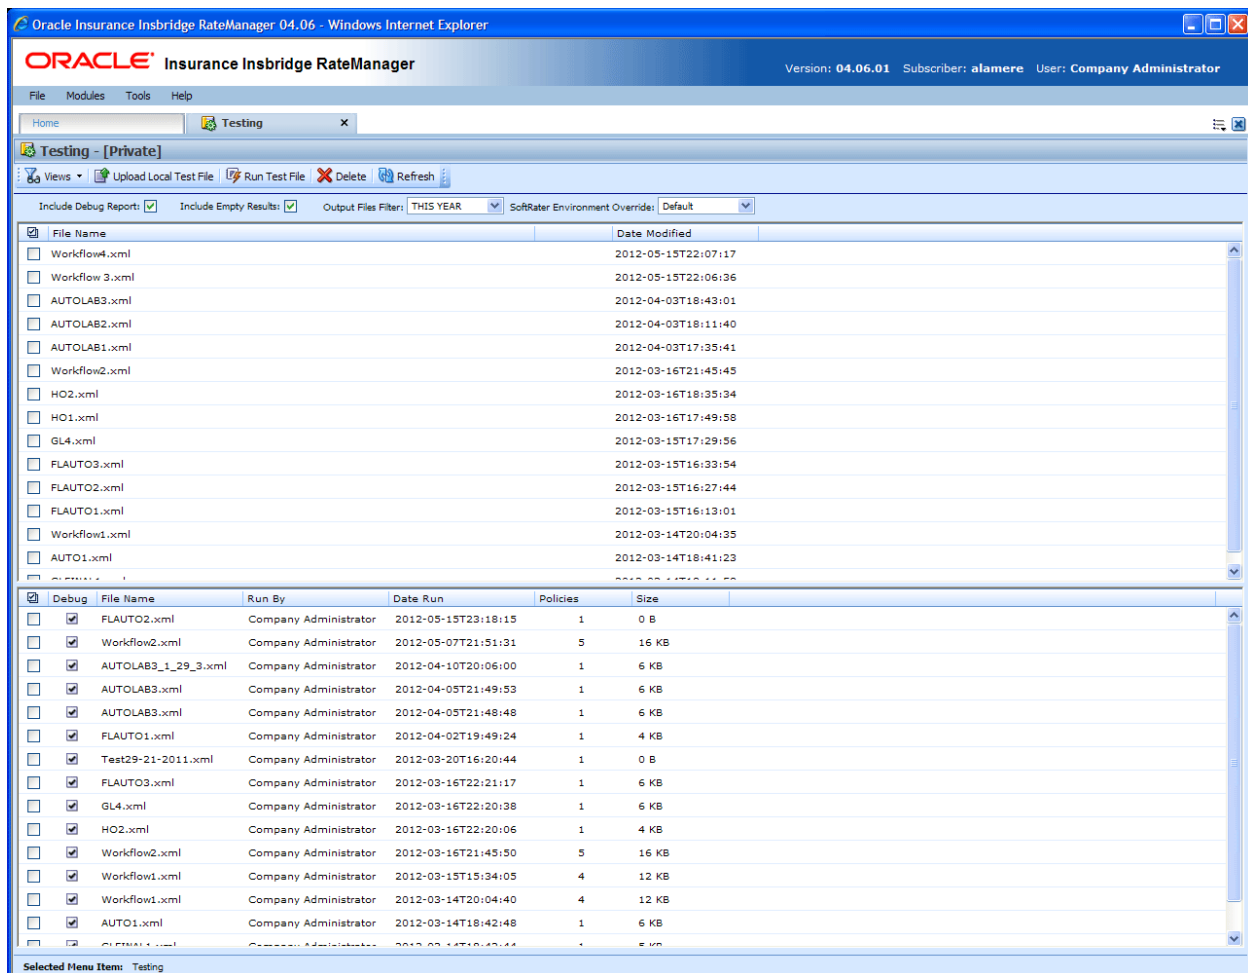 Oracle Insurance Insbridge RateManager 04.06 - Windows Internet Explorer
ORACLE Insurance Insbridge RateManager Version: 04.06.01 Subscriber: alamere User: Company Administrator
File Modules Tools Help
Home Testing
Testing - [Private]
Views Upload Local Test File Run Test File Delete Refresh
Include Debug Report: Include Empty Results: Output Files Filter: THIS YEAR SoftRater Environment Override: Default
File Name Date Modified
Workflow4.xml 2012-05-15T22:07:17
Workflow 3.xml 2012-05-15T22:06:36
AUTOLAB3.xml 2012-04-03T18:43:01
AUTOLAB2.xml 2012-04-03T18:11:40
AUTOLAB1.xml 2012-04-03T17:35:41
Workflow2.xml 2012-03-16T21:45:45
HO2.xml 2012-03-16T18:35:34
HO1.xml 2012-03-16T17:49:58
GL4.xml 2012-03-15T17:29:56
FLAUTO3.xml 2012-03-15T16:33:54
FLAUTO2.xml 2012-03-15T16:27:44
FLAUTO1.xml 2012-03-15T16:13:01
Workflow1.xml 2012-03-14T20:04:35
AUTO1.xml 2012-03-14T18:41:23
Debug File Name Run By Date Run Policies Size
FLAUTO2.xml Company Administrator 2012-05-15T23:18:15 1 0 B
Workflow2.xml Company Administrator 2012-05-07T21:51:31 5 16 KB
AUTOLAB3_1_29_3.xml Company Administrator 2012-04-10T20:06:00 1 6 KB
AUTOLAB3.xml Company Administrator 2012-04-05T21:49:53 1 6 KB
AUTOLAB3.xml Company Administrator 2012-04-05T21:48:48 1 6 KB
FLAUTO1.xml Company Administrator 2012-04-02T19:49:24 1 4 KB
Test29-21-2011.xml Company Administrator 2012-03-20T16:20:44 1 0 B
FLAUTO3.xml Company Administrator 2012-03-16T22:21:17 1 6 KB
GL4.xml Company Administrator 2012-03-16T22:20:38 1 6 KB
HO2.xml Company Administrator 2012-03-16T22:20:06 1 4 KB
Workflow2.xml Company Administrator 2012-03-16T21:45:50 5 16 KB
Workflow1.xml Company Administrator 2012-03-15T15:34:05 4 12 KB
Workflow1.xml Company Administrator 2012-03-14T20:04:40 4 12 KB
AUTO1.xml Company Administrator 2012-03-14T18:42:48 1 6 KB
Selected Menu Item: Testing